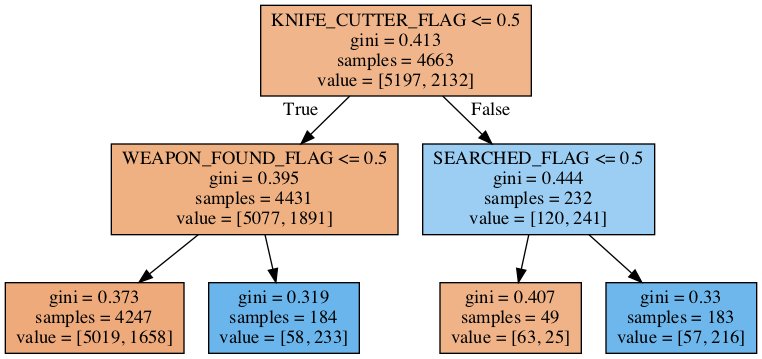 KNIFE_CUTTER_FLAG <= 0.5
gini = 0.413
samples = 4663
value = [5197, 2132]
True
False
WEAPON_FOUND_FLAG <= 0.5
gini = 0.395
samples = 4431
value = [5077, 1891]
SEARCHED_FLAG <= 0.5
gini = 0.444
samples = 232
value = [120, 241]
gini = 0.373
samples = 4247
value = [5019, 1658]
gini = 0.319
samples = 184
value = [58, 233]
gini = 0.407
samples = 49
value = [63, 25]
gini = 0.33
samples = 183
value = [57, 216]